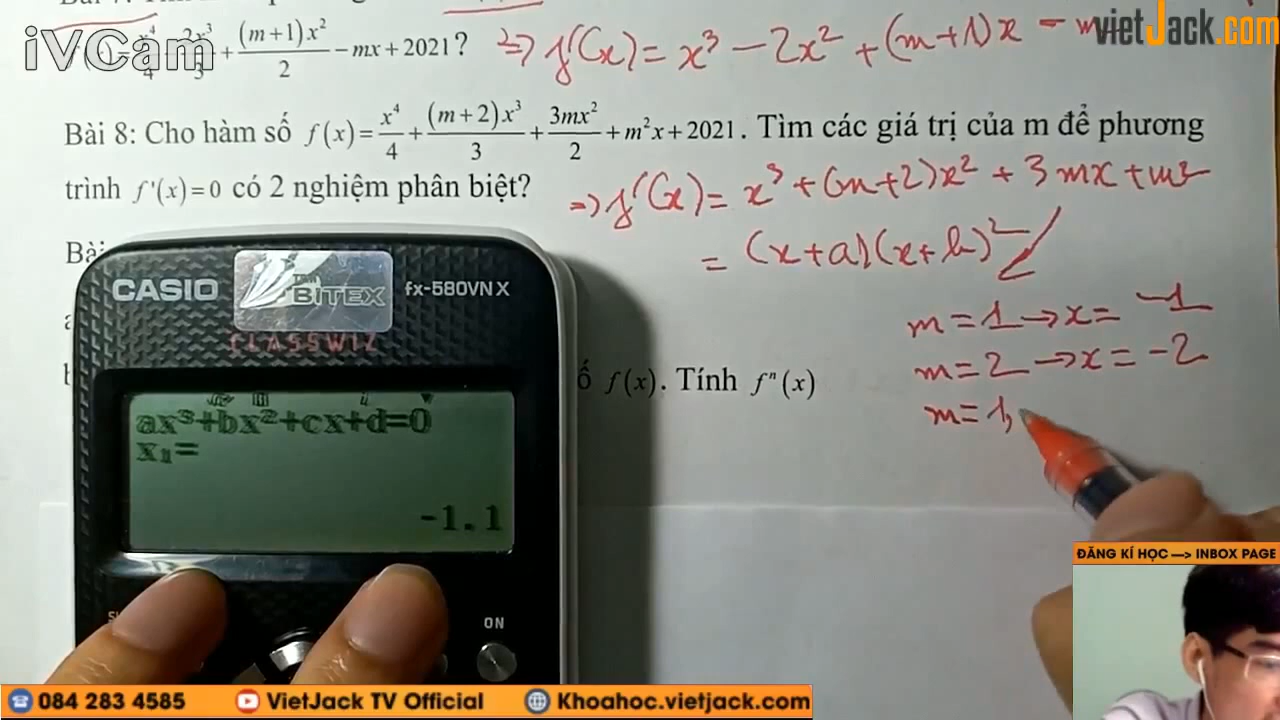 iVCam
vietJack.com
+ (m+1)x²/2 − mx + 2021 ? => f'(x) = x³ − 2x² + (m+1)x − m
Bài 8: Cho hàm số f(x) = x⁴/4 + (m+2)x³/3 + 3mx²/2 + m²x + 2021. Tìm các giá trị của m để phương
trình f'(x) = 0 có 2 nghiệm phân biệt?
=> f'(x) = x³ + (m+2)x² + 3mx + m²
= (x+a)(x+b)²
Bài
m = 1 → x = −1
m = 2 → x = −2
m = 1,
số f(x). Tính fⁿ(x)
CASIO
BITEX
fx-580VN X
CLASSWIZ
ax³+bx²+cx+d=0
x₁=
-1.1
ON
ĐĂNG KÍ HỌC —> INBOX PAGE
084 283 4585
VietJack TV Official
Khoahoc.vietjack.com